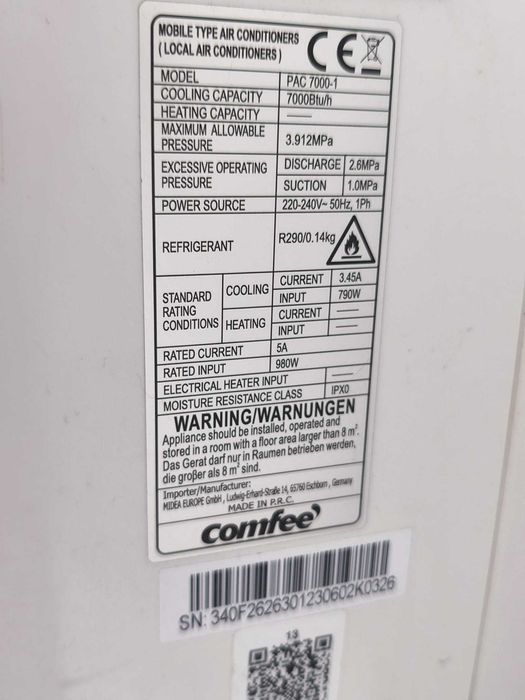 MOBILE TYPE AIR CONDITIONERS
( LOCAL AIR CONDITIONERS ) CE
MODEL PAC 7000-1
COOLING CAPACITY 7000Btu/h
HEATING CAPACITY ——
MAXIMUM ALLOWABLE
PRESSURE 3.912MPa
EXCESSIVE OPERATING
PRESSURE
DISCHARGE 2.6MPa
SUCTION 1.0MPa
POWER SOURCE 220-240V~ 50Hz, 1Ph
REFRIGERANT R290/0.14kg
STANDARD
RATING
CONDITIONS
COOLING
CURRENT 3.45A
INPUT 790W
HEATING
CURRENT ——
INPUT ——
RATED CURRENT 5A
RATED INPUT 980W
ELECTRICAL HEATER INPUT ——
MOISTURE RESISTANCE CLASS IPX0
WARNING/WARNUNGEN
Appliance should be installed, operated and
stored in a room with a floor area larger than 8 m².
Das Gerat darf nur in Raumen betrieben werden,
die großer als 8 m² sind.
Importer/Manufacturer:
MIDEA EUROPE GmbH , Ludwig-Erhard-Straße 14, 65760 Eschborn , Germany
MADE IN P.R.C.
comfee'
SN: 340F2626301230602K0326
13